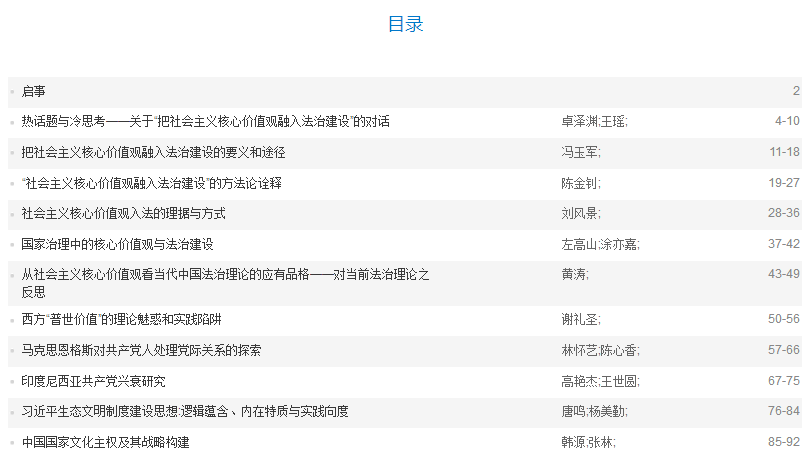 目录
启事 2
热话题与冷思考——关于“把社会主义核心价值观融入法治建设”的对话 卓泽渊;王瑶; 4-10
把社会主义核心价值观融入法治建设的要义和途径 冯玉军; 11-18
“社会主义核心价值观融入法治建设”的方法论诠释 陈金钊; 19-27
社会主义核心价值观入法的理据与方式 刘风景; 28-36
国家治理中的核心价值观与法治建设 左高山;涂亦嘉; 37-42
从社会主义核心价值观看当代中国法治理论的应有品格——对当前法治理论之 黄涛; 43-49
反思
西方“普世价值”的理论魅惑和实践陷阱 谢礼圣; 50-56
马克思恩格斯对共产党人处理党际关系的探索 林怀艺;陈心香; 57-66
印度尼西亚共产党兴衰研究 高艳杰;王世圆; 67-75
习近平生态文明制度建设思想:逻辑蕴含、内在特质与实践向度 唐鸣;杨美勤; 76-84
中国国家文化主权及其战略构建 韩源;张林; 85-92